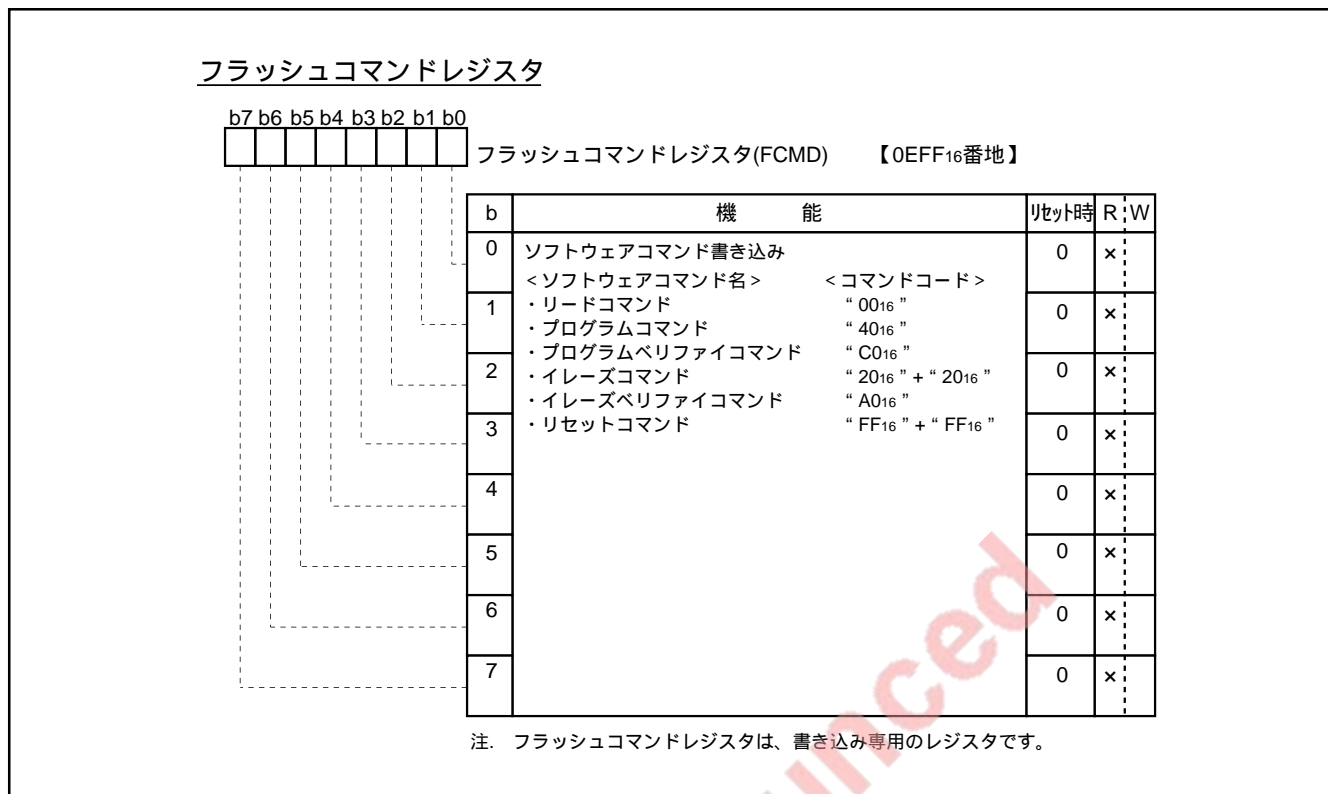 フラッシュコマンドレジスタ
b7 b6 b5 b4 b3 b2 b1 b0
フラッシュコマンドレジスタ(FCMD) 【0EFF16番地】
b 機 能 リセット時 R W
0 ソフトウェアコマンド書き込み 0 ×
<ソフトウェアコマンド名> <コマンドコード>
・リードコマンド “ 0016 ”
1 0 ×
・プログラムコマンド “ 4016 ”
・プログラムベリファイコマンド “ C016 ”
2 ・イレーズコマンド “ 2016 ” + “ 2016 ” 0 ×
・イレーズベリファイコマンド “ A016 ”
3 ・リセットコマンド “ FF16 ” + “ FF16 ” 0 ×
4 0 ×
5 0 ×
6 0 ×
7 0 ×
注. フラッシュコマンドレジスタは、書き込み専用のレジスタです。
unced